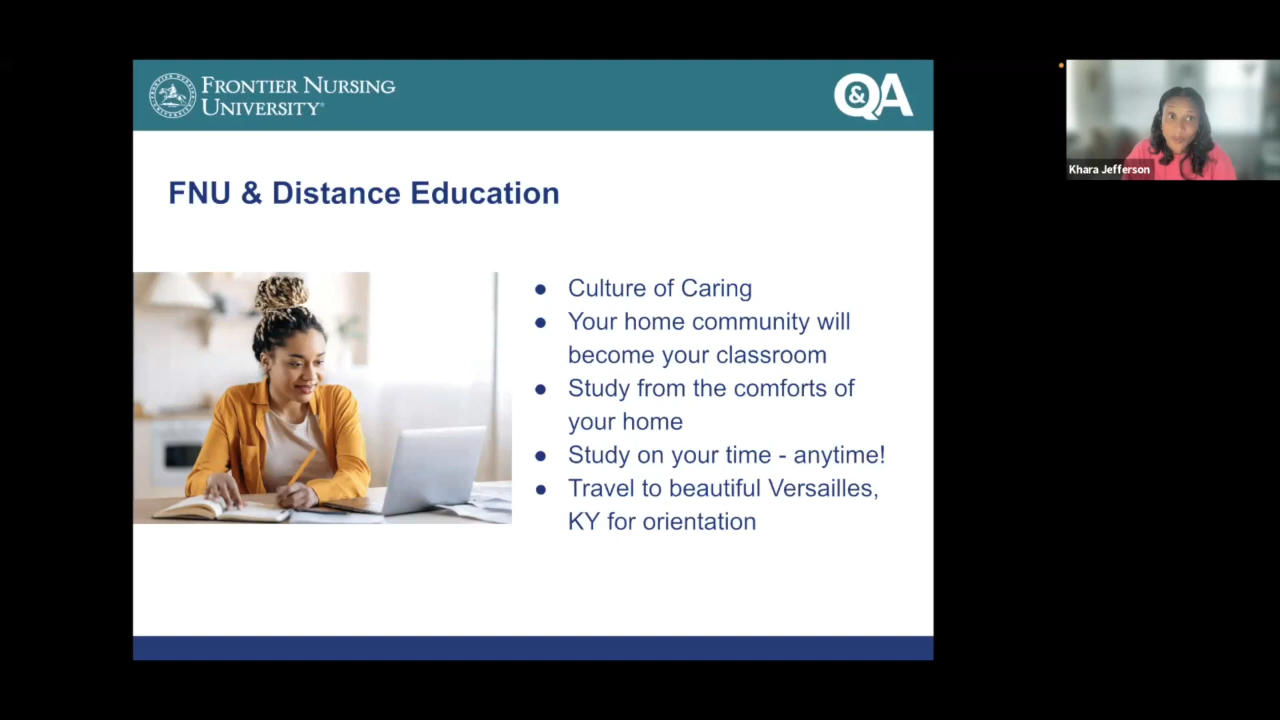 FRONTIER NURSING
UNIVERSITY®
Q&A
Khara Jefferson
FNU & Distance Education
● Culture of Caring
● Your home community will
become your classroom
● Study from the comforts of
your home
● Study on your time - anytime!
● Travel to beautiful Versailles,
KY for orientation